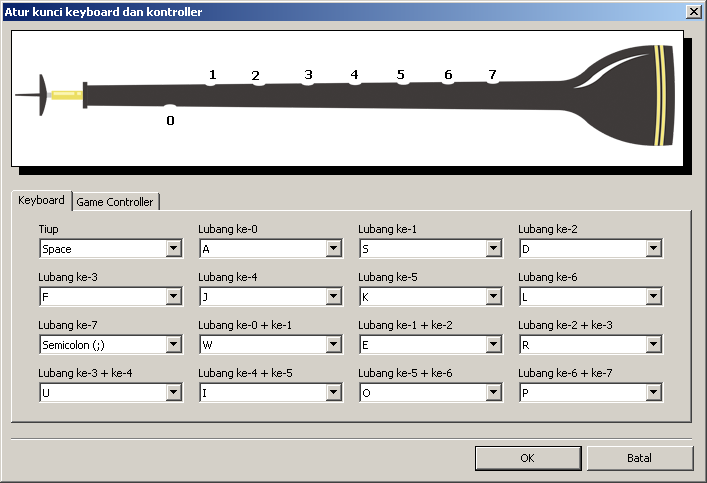 Atur kunci keyboard dan kontroller
1 2 3 4 5 6 7
0
Keyboard Game Controller
Tiup Lubang ke-0 Lubang ke-1 Lubang ke-2
Space A S D
Lubang ke-3 Lubang ke-4 Lubang ke-5 Lubang ke-6
F J K L
Lubang ke-7 Lubang ke-0 + ke-1 Lubang ke-1 + ke-2 Lubang ke-2 + ke-3
Semicolon (;) W E R
Lubang ke-3 + ke-4 Lubang ke-4 + ke-5 Lubang ke-5 + ke-6 Lubang ke-6 + ke-7
U I O P
OK Batal